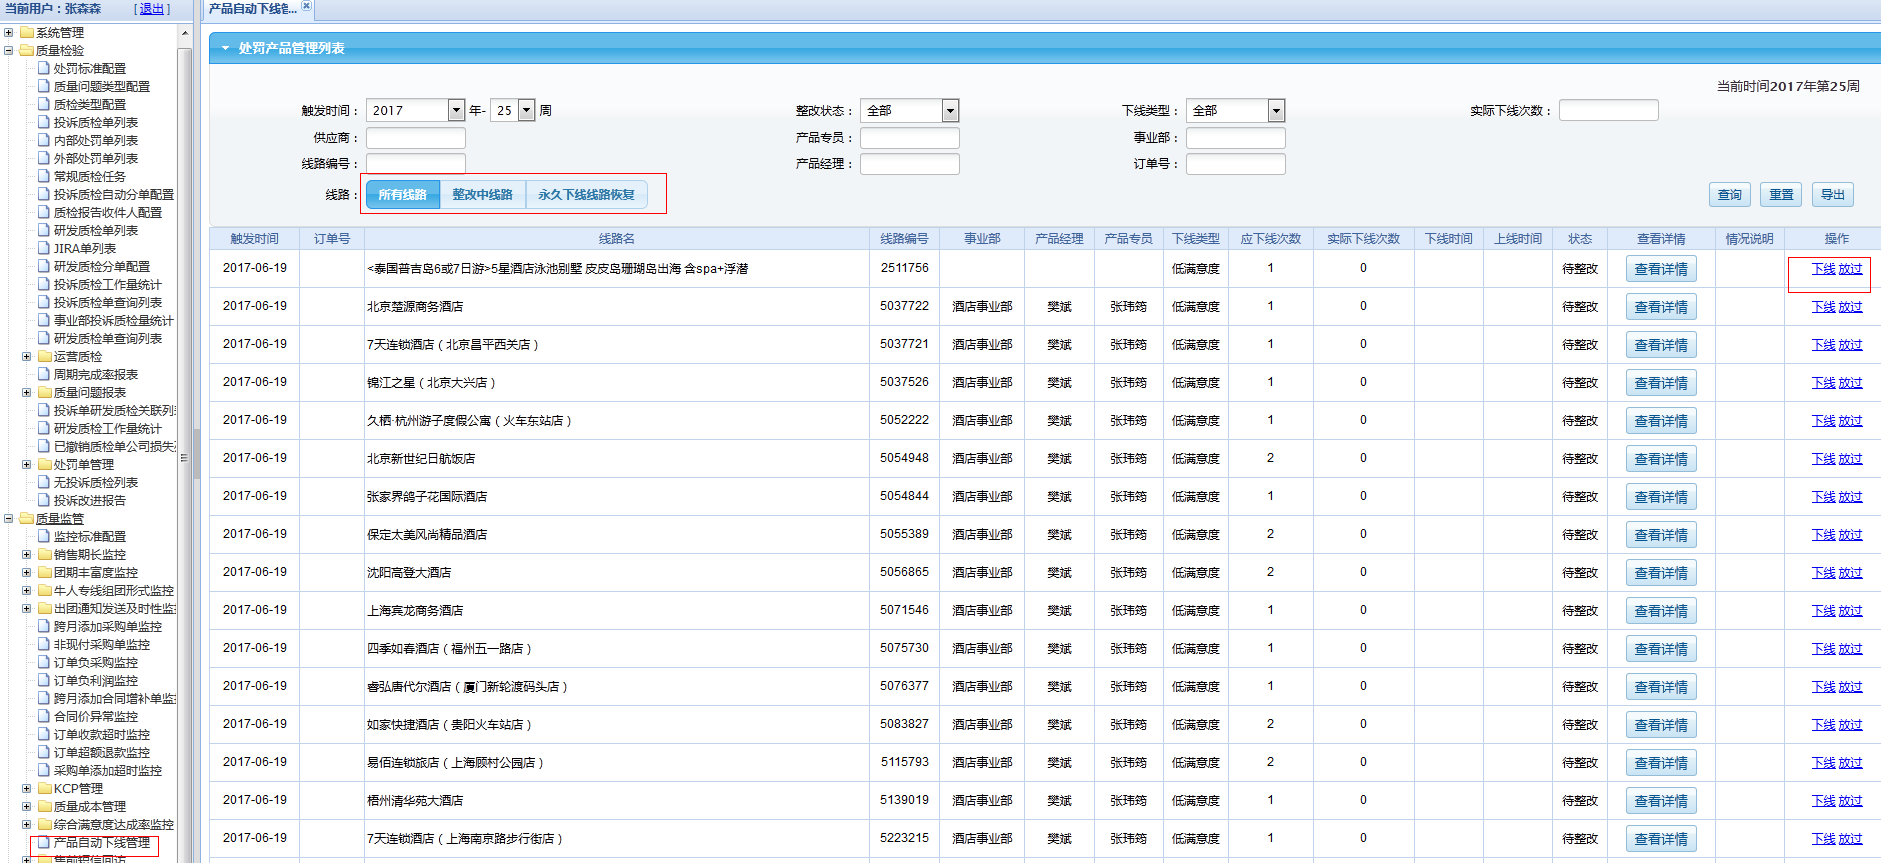 当前用户：张森森 [ 退出 ]
系统管理
质量检验
处罚标准配置
质量问题类型配置
质检类型配置
投诉质检单列表
内部处罚单列表
外部处罚单列表
常规质检任务
投诉质检自动分单配置
质检报告收件人配置
研发质检单列表
JIRA单列表
研发质检分单配置
投诉质检工作量统计
投诉质检单查询列表
事业部投诉质检量统计
研发质检单查询列表
运营质检
周期完成率报表
质量问题报表
投诉单研发质检关联列
研发质检工作量统计
已撤销质检单公司损失
处罚单管理
无投诉质检列表
投诉改进报告
质量监管
监控标准配置
销售期长监控
团期丰富度监控
牛人专线组团形式监控
出团通知发送及时性监
跨月添加采购单监控
非现付采购单监控
订单负采购监控
订单负利润监控
跨月添加合同增补单监
合同价异常监控
订单收款超时监控
订单超额退款监控
采购单添加超时监控
KCP管理
质量成本管理
综合满意度达成率监控
产品自动下线管理
售前短信回访
产品自动下线管...
处罚产品管理列表
当前时间2017年第25周
触发时间： 2017 年- 25 周 整改状态： 全部 下线类型： 全部 实际下线次数：
供应商： 产品专员： 事业部：
线路编号： 产品经理： 订单号：
线路： 所有线路 整改中线路 永久下线线路恢复 查询 重置 导出
触发时间 订单号 线路名 线路编号 事业部 产品经理 产品专员 下线类型 应下线次数 实际下线次数 下线时间 上线时间 状态 查看详情 情况说明 操作
2017-06-19 <泰国普吉岛6或7日游>5星酒店泳池别墅 皮皮岛珊瑚岛出海 含spa+浮潜 2511756 低满意度 1 0 待整改 查看详情 下线 放过
2017-06-19 北京楚源商务酒店 5037722 酒店事业部 樊斌 张玮筠 低满意度 1 0 待整改 查看详情 下线 放过
2017-06-19 7天连锁酒店（北京昌平西关店） 5037721 酒店事业部 樊斌 张玮筠 低满意度 1 0 待整改 查看详情 下线 放过
2017-06-19 锦江之星（北京大兴店） 5037526 酒店事业部 樊斌 张玮筠 低满意度 1 0 待整改 查看详情 下线 放过
2017-06-19 久栖·杭州游子度假公寓（火车东站店） 5052222 酒店事业部 樊斌 张玮筠 低满意度 1 0 待整改 查看详情 下线 放过
2017-06-19 北京新世纪日航饭店 5054948 酒店事业部 樊斌 张玮筠 低满意度 2 0 待整改 查看详情 下线 放过
2017-06-19 张家界鸽子花国际酒店 5054844 酒店事业部 樊斌 张玮筠 低满意度 1 0 待整改 查看详情 下线 放过
2017-06-19 保定太美风尚精品酒店 5055389 酒店事业部 樊斌 张玮筠 低满意度 2 0 待整改 查看详情 下线 放过
2017-06-19 沈阳高登大酒店 5056865 酒店事业部 樊斌 张玮筠 低满意度 2 0 待整改 查看详情 下线 放过
2017-06-19 上海宾龙商务酒店 5071546 酒店事业部 樊斌 张玮筠 低满意度 1 0 待整改 查看详情 下线 放过
2017-06-19 四季如春酒店（福州五一路店） 5075730 酒店事业部 樊斌 张玮筠 低满意度 1 0 待整改 查看详情 下线 放过
2017-06-19 睿弘唐代尔酒店（厦门新轮渡码头店） 5076377 酒店事业部 樊斌 张玮筠 低满意度 1 0 待整改 查看详情 下线 放过
2017-06-19 如家快捷酒店（贵阳火车站店） 5083827 酒店事业部 樊斌 张玮筠 低满意度 2 0 待整改 查看详情 下线 放过
2017-06-19 易佰连锁旅店（上海顾村公园店） 5115793 酒店事业部 樊斌 张玮筠 低满意度 2 0 待整改 查看详情 下线 放过
2017-06-19 梧州清华苑大酒店 5139019 酒店事业部 樊斌 张玮筠 低满意度 1 0 待整改 查看详情 下线 放过
2017-06-19 7天连锁酒店（上海南京路步行街店） 5223215 酒店事业部 樊斌 张玮筠 低满意度 1 0 待整改 查看详情 下线 放过